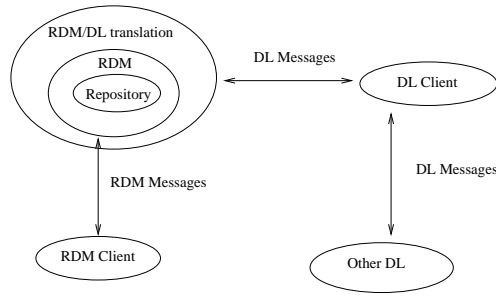 RDM/DL translation
RDM
Repository
DL Messages
DL Client
RDM Messages
DL Messages
RDM Client
Other DL